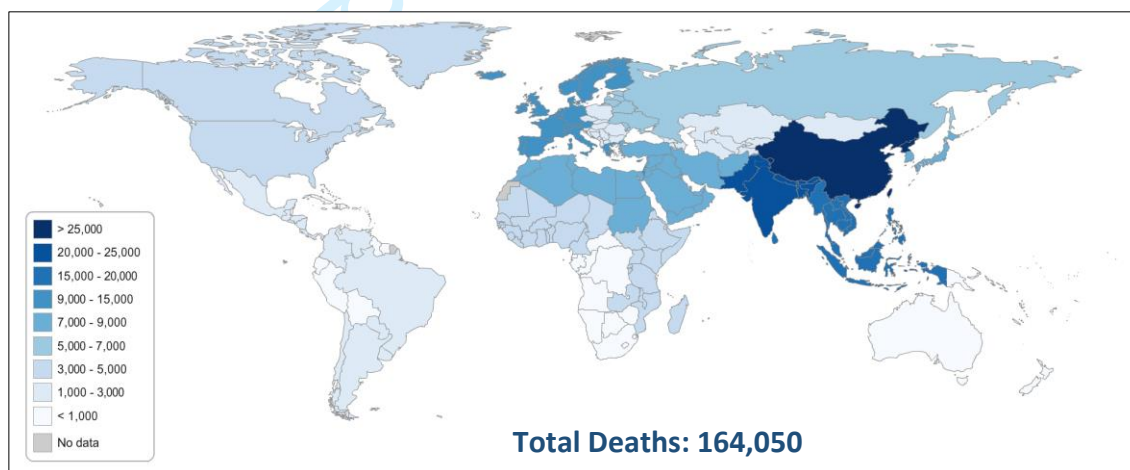 > 25,000
20,000 - 25,000
15,000 - 20,000
9,000 - 15,000
7,000 - 9,000
5,000 - 7,000
3,000 - 5,000
1,000 - 3,000
< 1,000
No data
Total Deaths: 164,050